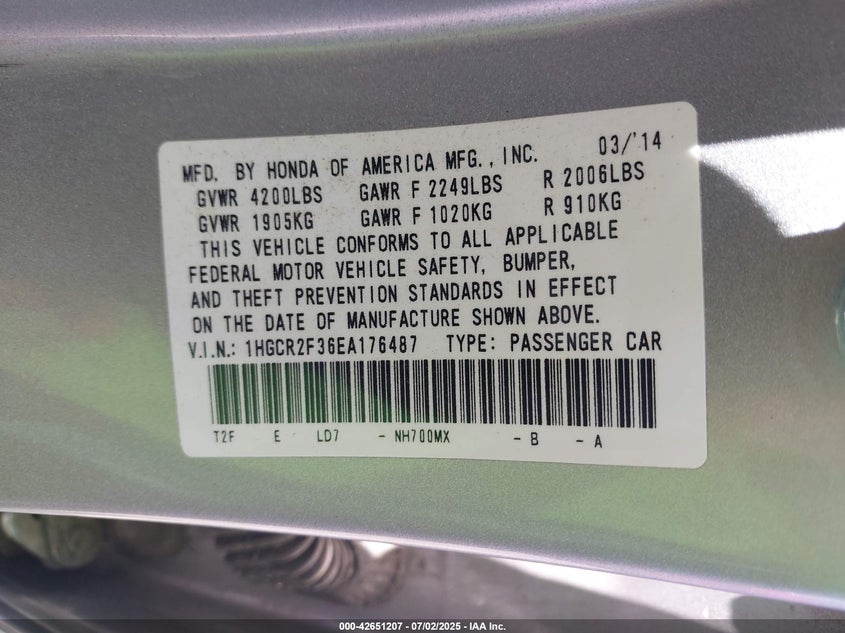 MFD. BY HONDA OF AMERICA MFG., INC. 03/'14
GVWR 4200LBS GAWR F 2249LBS R 2006LBS
GVWR 1905KG GAWR F 1020KG R 910KG
THIS VEHICLE CONFORMS TO ALL APPLICABLE
FEDERAL MOTOR VEHICLE SAFETY, BUMPER,
AND THEFT PREVENTION STANDARDS IN EFFECT
ON THE DATE OF MANUFACTURE SHOWN ABOVE.
V.I.N.: 1HGCR2F36EA176487 TYPE: PASSENGER CAR
T2F E LD7 - NH700MX - B - A
000-42651207 - 07/02/2025 - IAA Inc.